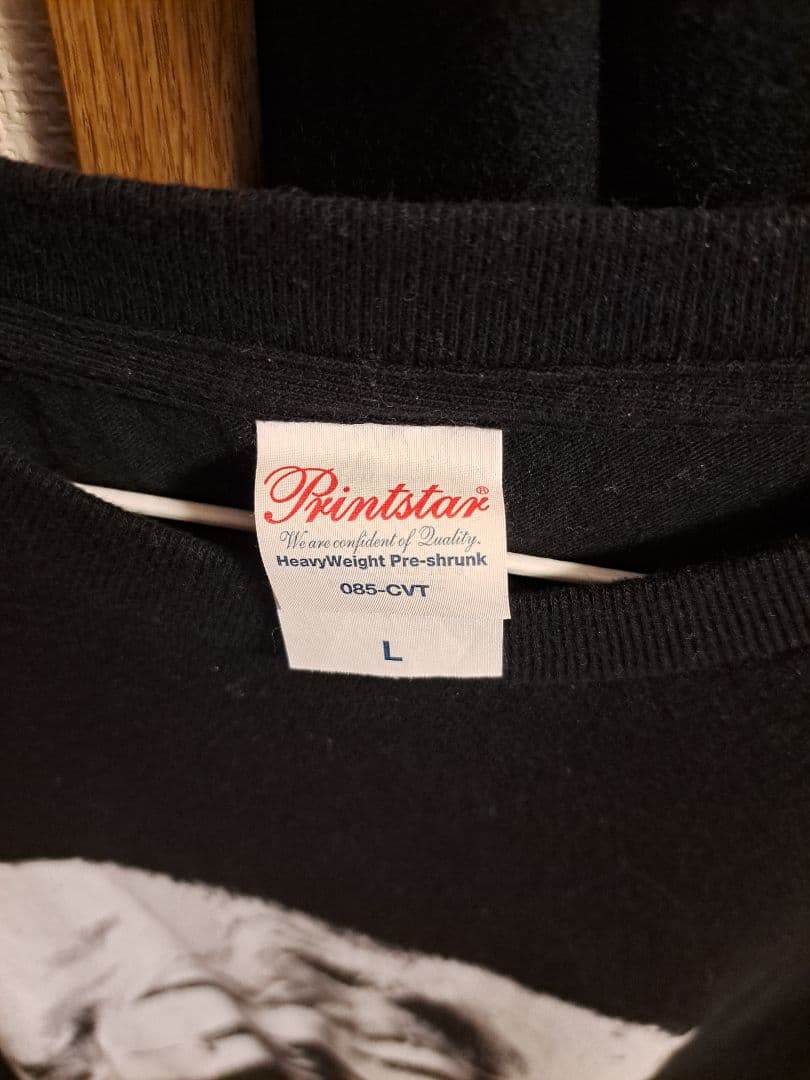 Printstar®
We are confident of Quality.
HeavyWeight Pre-shrunk
085-CVT
L